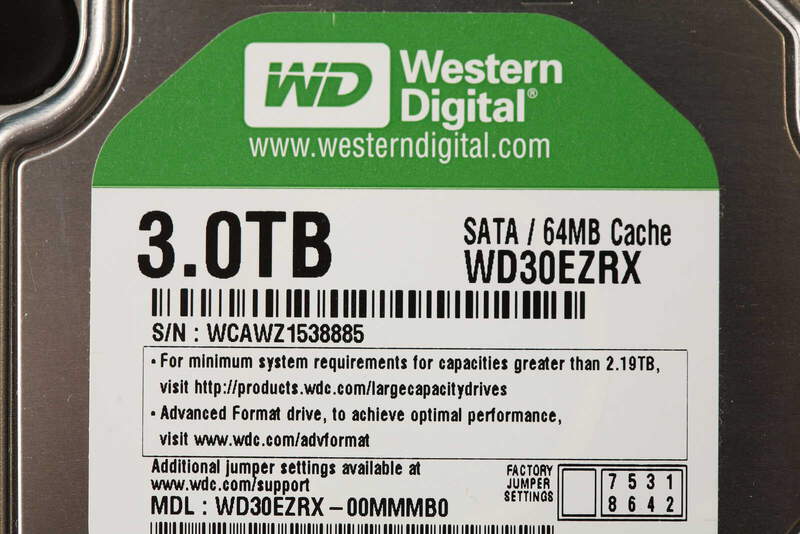 WD Western
Digital®
www.westerndigital.com
3.0TB
SATA / 64MB Cache
WD30EZRX
S/N : WCAWZ1538885
• For minimum system requirements for capacities greater than 2.19TB,
visit http://products.wdc.com/largecapacitydrives
• Advanced Format drive, to achieve optimal performance,
visit www.wdc.com/advformat
Additional jumper settings available at
www.wdc.com/support
MDL : WD30EZRX-00MMMB0
FACTORY
JUMPER
SETTINGS
7 5 3 1
8 6 4 2